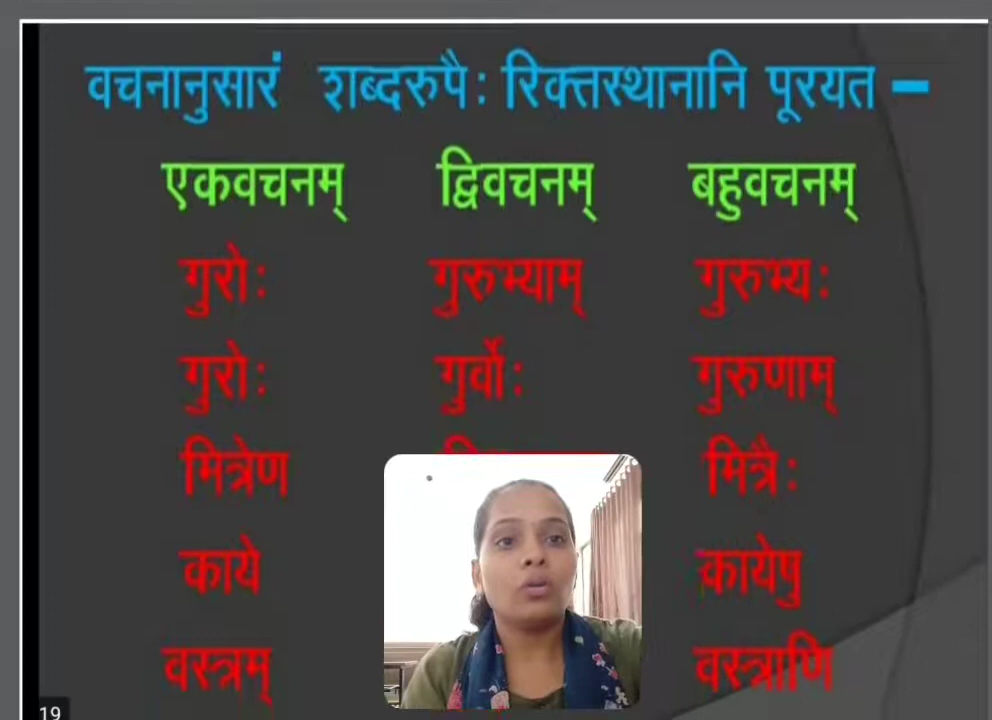 वचनानुसारं शब्दरुपैः रिक्तस्थानानि पूरयत –
एकवचनम् द्विवचनम् बहुवचनम्
गुरोः गुरुभ्याम् गुरुभ्यः
गुरोः गुर्वोः गुरुणाम्
मित्रेण मित्रैः
काये कायेषु
वस्त्रम् वस्त्राणि
19